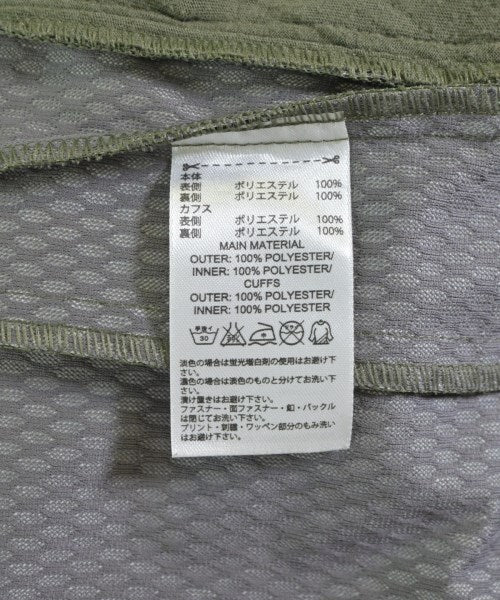 本体
表側 ポリエステル 100%
裏側 ポリエステル 100%
カフス
表側 ポリエステル 100%
裏側 ポリエステル 100%
MAIN MATERIAL
OUTER: 100% POLYESTER/
INNER: 100% POLYESTER/
CUFFS
OUTER: 100% POLYESTER/
INNER: 100% POLYESTER
手洗イ
30
淡色の場合は蛍光増白剤の使用はお避け下
さい。
濃色の場合は淡色のものと分けてお洗い下
さい。
漬け置きはお避け下さい。
ファスナー・面ファスナー・釦・バックル
は閉じてお洗い下さい。
プリント・刺繍・ワッペン部分のもみ洗い
はお避け下さい。